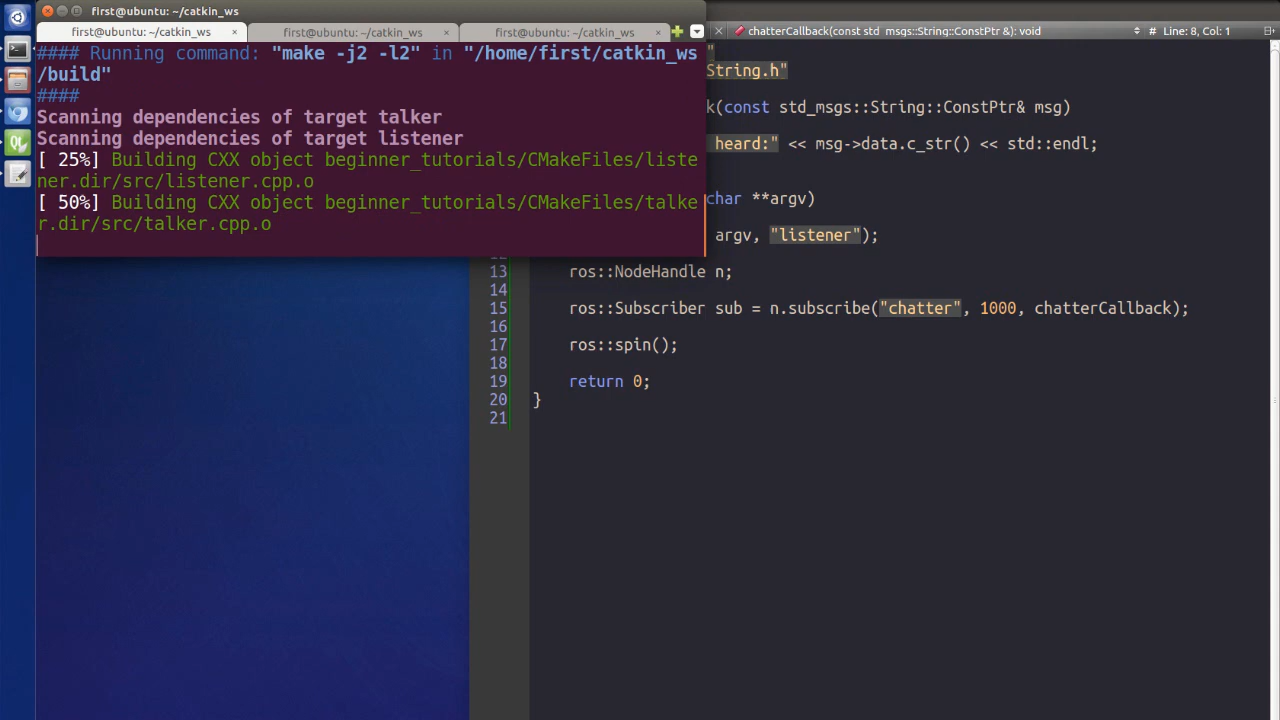 first@ubuntu: ~/catkin_ws
first@ubuntu: ~/catkin_ws × first@ubuntu: ~/catkin_ws × first@ubuntu: ~/catkin_ws ×
#### Running command: "make -j2 -l2" in "/home/first/catkin_ws
/build"
####
Scanning dependencies of target talker
Scanning dependencies of target listener
[ 25%] Building CXX object beginner_tutorials/CMakeFiles/liste
ner.dir/src/listener.cpp.o
[ 50%] Building CXX object beginner_tutorials/CMakeFiles/talke
r.dir/src/talker.cpp.o
chatterCallback(const std_msgs::String::ConstPtr &): void # Line: 8, Col: 1
"
String.h"
k(const std_msgs::String::ConstPtr& msg)
heard:" << msg->data.c_str() << std::endl;
char **argv)
argv, "listener");
13 ros::NodeHandle n;
14
15 ros::Subscriber sub = n.subscribe("chatter", 1000, chatterCallback);
16
17 ros::spin();
18
19 return 0;
20 }
21